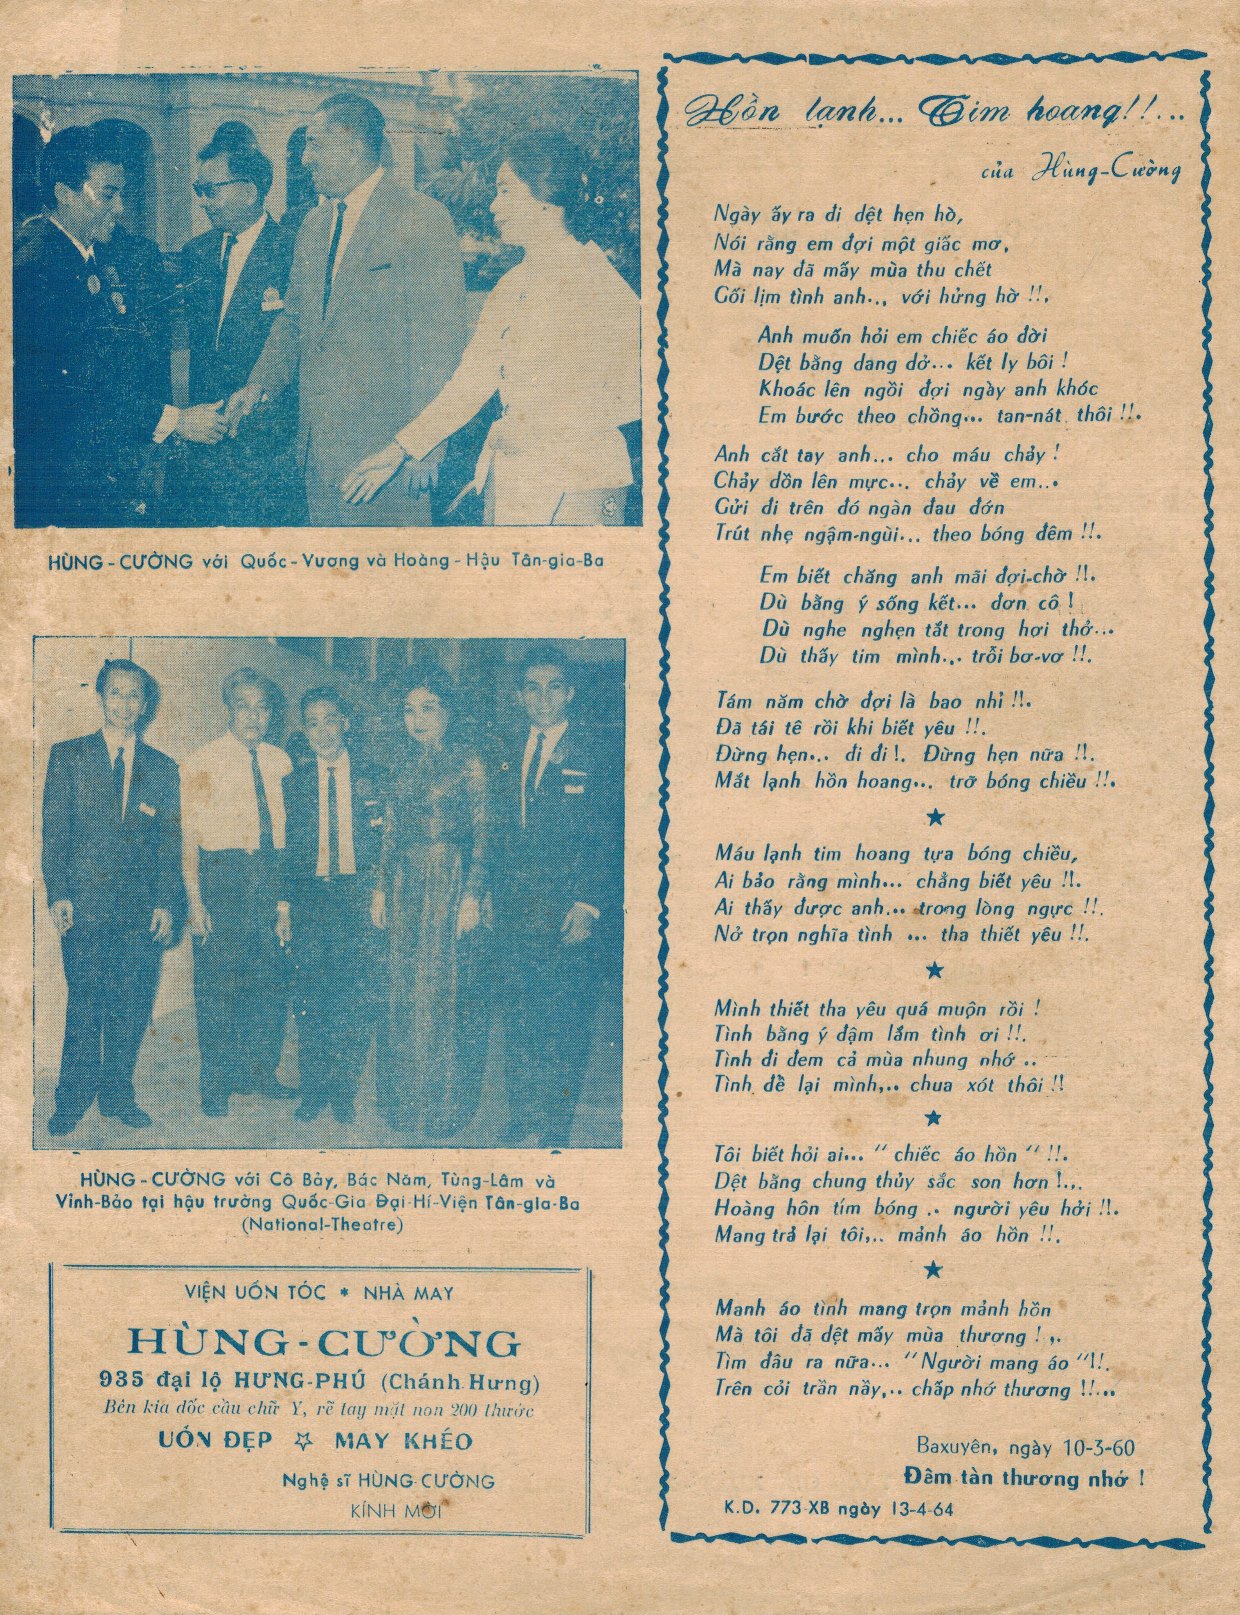 HÙNG - CƯỜNG với Quốc - Vương và Hoàng - Hậu Tân-gia-Ba
HÙNG - CƯỜNG với Cô Bảy, Bác Năm, Tùng-Lâm và
Vinh-Bảo tại hậu trường Quốc-Gia Đại-Hí-Viện Tân-gia-Ba
(National-Theatre)
VIỆN UỐN TÓC * NHÀ MAY
HÙNG - CƯỜNG
935 đại lộ HƯNG-PHÚ (Chánh Hưng)
Bên kia dốc cầu chữ Y, rẽ tay mặt non 200 thước
UỐN ĐẸP ☆ MAY KHÉO
Nghệ sĩ HÙNG-CƯỜNG
KÍNH MỜI
Hồn lạnh... Tim hoang!!...
của Hùng-Cường
Ngày ấy ra đi dệt hẹn hò,
Nói rằng em đợi một giấc mơ,
Mà nay đã mấy mùa thu chết
Gối lịm tình anh... với hửng hờ !!.
Anh muốn hỏi em chiếc áo đời
Dệt bằng dang dở... kết ly bôi !
Khoác lên ngồi đợi ngày anh khóc
Em bước theo chồng... tan-nát thôi !!.
Anh cắt tay anh... cho máu chảy !
Chảy dồn lên mực... chảy về em...
Gửi đi trên đó ngàn đau đớn
Trút nhẹ ngậm-ngùi... theo bóng đêm !!.
Em biết chăng anh mãi đợi-chờ !!.
Dù bằng ý sống kết... đơn cô !
Dù nghe nghẹn tắt trong hơi thở...
Dù thấy tim mình... trỗi bơ-vơ !!.
Tám năm chờ đợi là bao nhỉ !!.
Đã tái tê rồi khi biết yêu !!.
Đừng hẹn... đi đi !. Đừng hẹn nữa !!.
Mắt lạnh hồn hoang... trỡ bóng chiều !!.
★
Máu lạnh tim hoang tựa bóng chiều,
Ai bảo rằng mình... chẳng biết yêu !!.
Ai thấy được anh... trong lòng ngực !!.
Nở trọn nghĩa tình ... tha thiết yêu !!.
★
Mình thiết tha yêu quá muộn rồi !
Tình bằng ý đậm lắm tình ơi !!.
Tình đi đem cả mùa nhung nhớ ..
Tình để lại mình,.. chua xót thôi !!
★
Tôi biết hỏi ai... " chiếc áo hồn " !!.
Dệt bằng chung thủy sắc son hơn !...
Hoàng hôn tím bóng .. người yêu hỡi !!.
Mang trả lại tôi,.. mảnh áo hồn !!.
★
Manh áo tình mang trọn mảnh hồn
Mà tôi đã dệt mấy mùa thương ! ,.
Tìm đâu ra nữa... "Người mang áo "!!.
Trên cỏi trần nầy,.. chấp nhớ thương !!...
Baxuyên, ngày 10-3-60
Đêm tàn thương nhớ !
K.D. 773-XB ngày 13-4-64